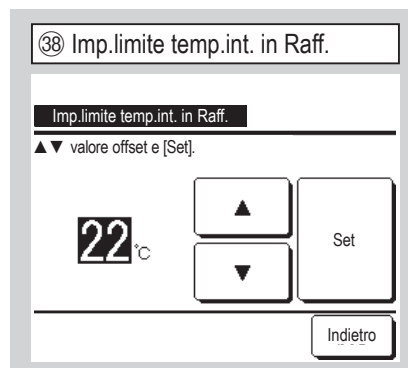 ㊳ Imp.limite temp.int. in Raff.
Imp.limite temp.int. in Raff.
▲▼ valore offset e [Set].
▲
22°C
Set
▼
Indietro